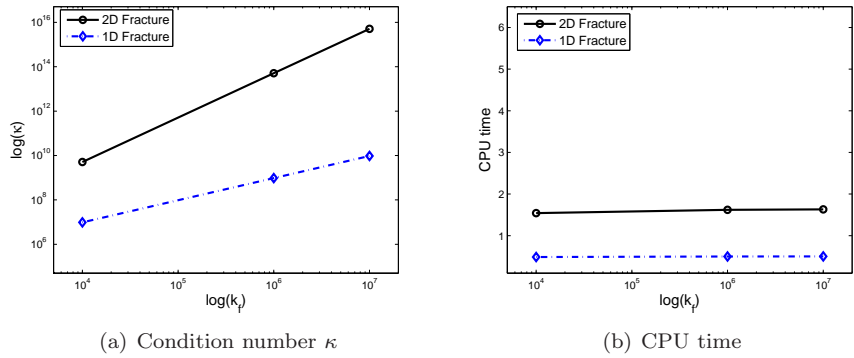 2D Fracture
1D Fracture
10^16
10^14
10^12
10^10
10^8
10^6
log(κ)
10^4
10^5
10^6
10^7
log(k_f)
(a) Condition number κ
2D Fracture
1D Fracture
6
5
4
3
2
1
CPU time
10^4
10^5
10^6
10^7
log(k_f)
(b) CPU time